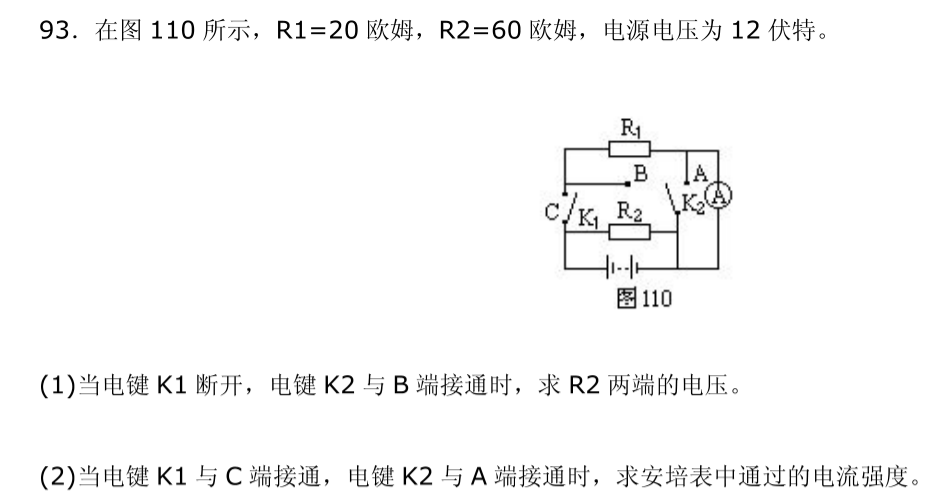 93．在图 110 所示，R1=20 欧姆，R2=60 欧姆，电源电压为 12 伏特。
R1
B
A
A
K2
C
K1
R2
图 110
(1)当电键 K1 断开，电键 K2 与 B 端接通时，求 R2 两端的电压。
(2)当电键 K1 与 C 端接通，电键 K2 与 A 端接通时，求安培表中通过的电流强度。